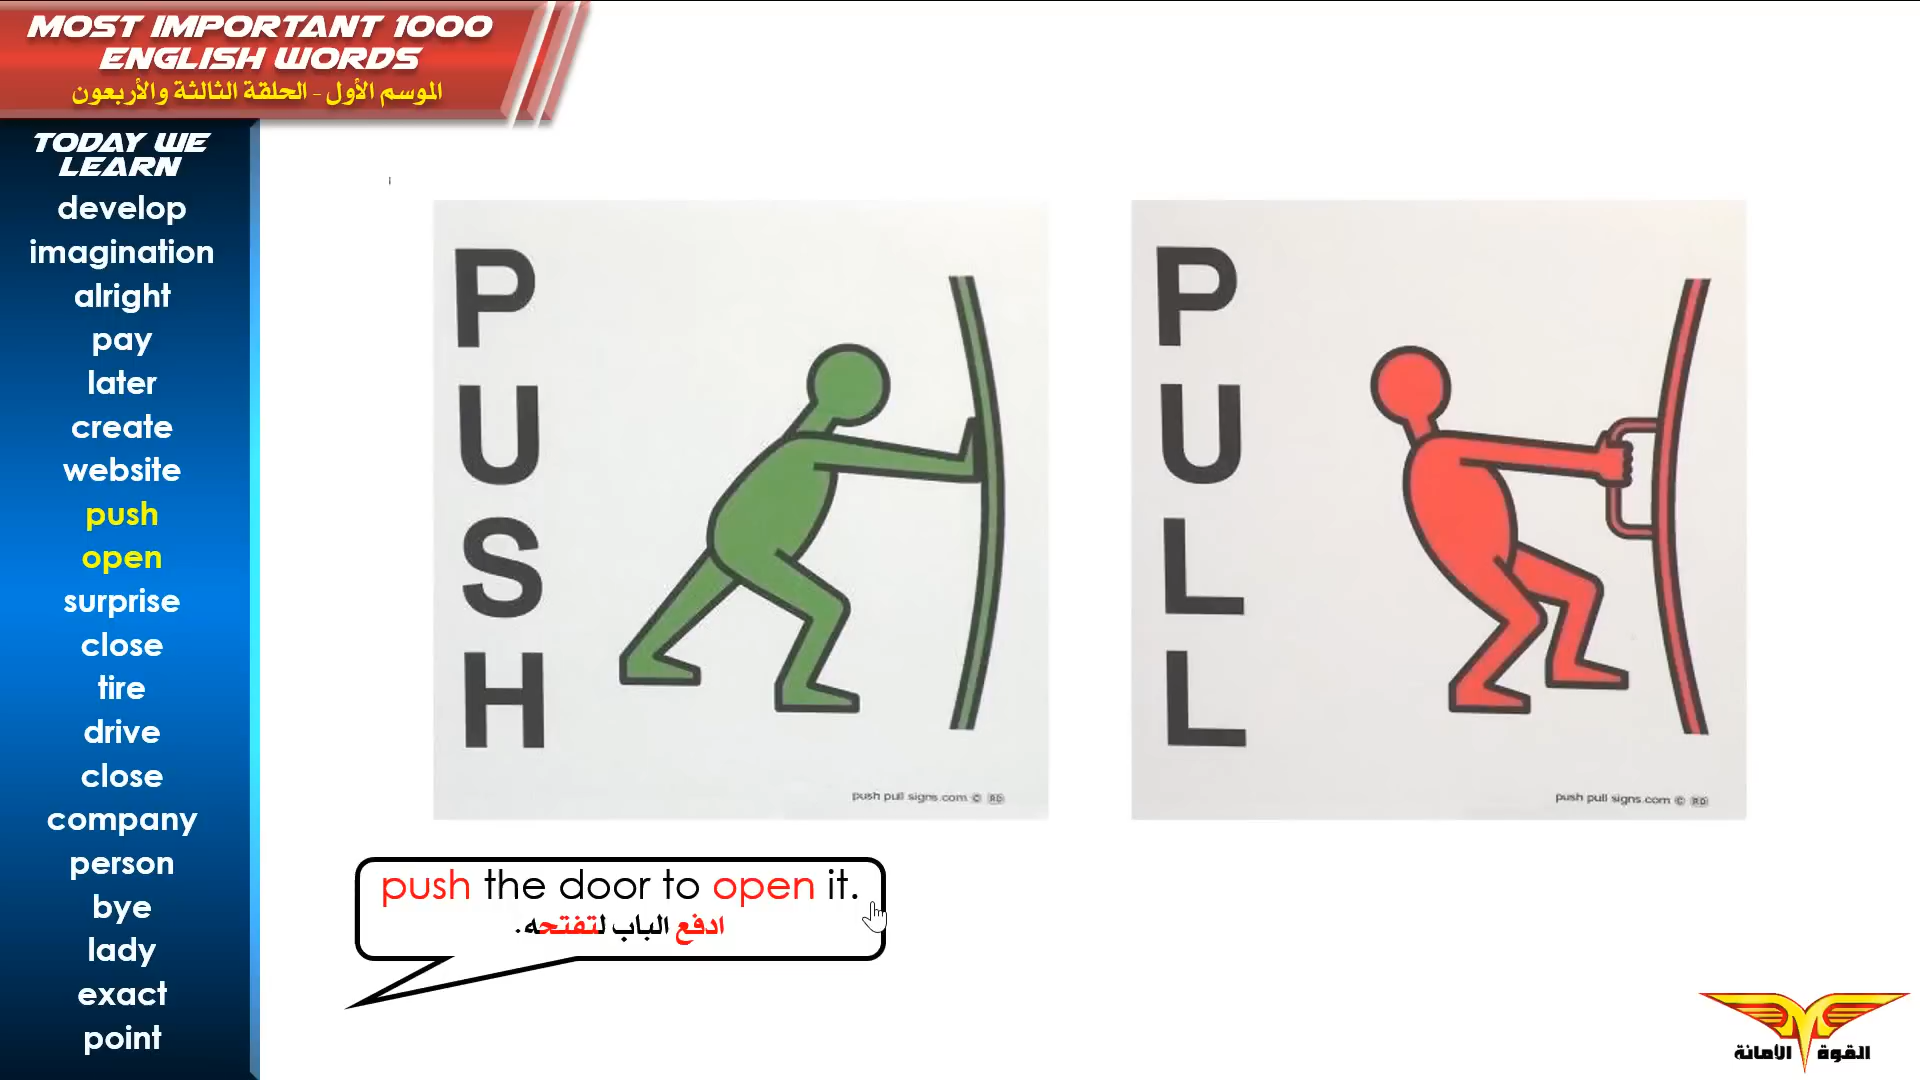 MOST IMPORTANT 1000
ENGLISH WORDS
الموسم الأول - الحلقة الثالثة والأربعون
TODAY WE
LEARN
develop
imagination
alright
pay
later
create
website
push
open
surprise
close
tire
drive
close
company
person
bye
lady
exact
point
PUSH
push pull signs.com © RD
PULL
push pull signs.com © RD
push the door to open it.
ادفع الباب لتفتحه.
القوة الأمانة